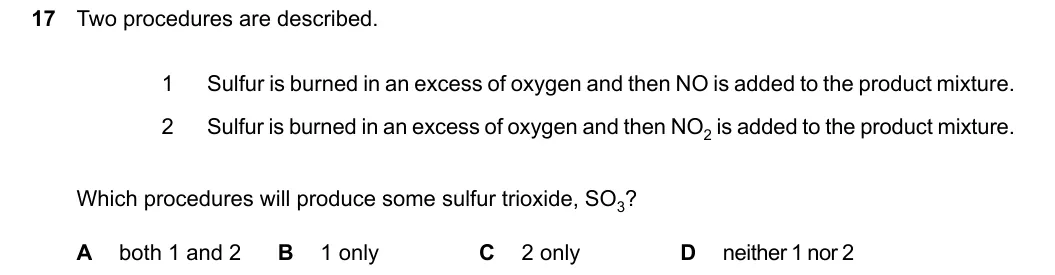 17 Two procedures are described.
1 Sulfur is burned in an excess of oxygen and then NO is added to the product mixture.
2 Sulfur is burned in an excess of oxygen and then NO₂ is added to the product mixture.
Which procedures will produce some sulfur trioxide, SO₃?
A both 1 and 2 B 1 only C 2 only D neither 1 nor 2